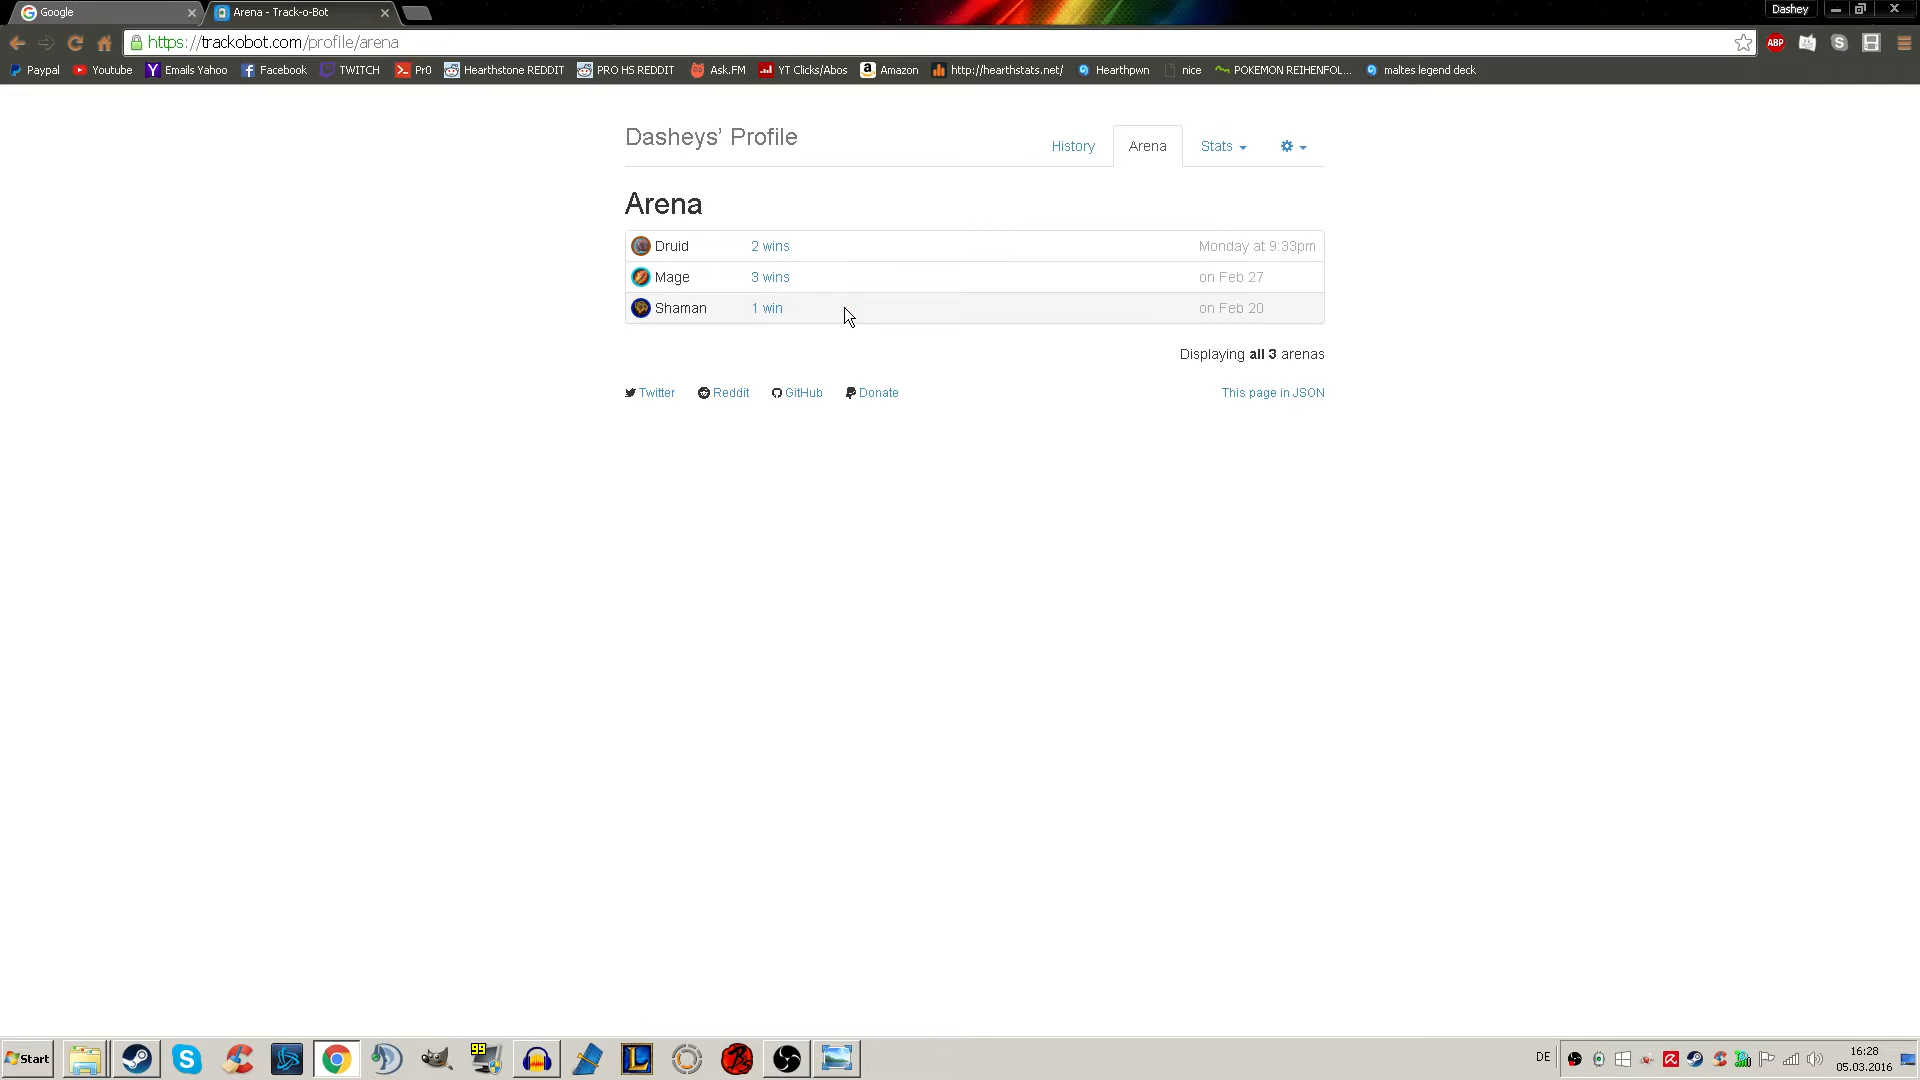 Google
Arena - Track-o-Bot
Dashey
https://trackobot.com/profile/arena
ABP
Paypal Youtube Emails Yahoo Facebook TWITCH Pr0 Hearthstone REDDIT PRO HS REDDIT Ask.FM YT Clicks/Abos Amazon http://hearthstats.net/ Hearthpwn nice POKEMON REIHENFOL... maltes legend deck
Dasheys' Profile
History Arena Stats
Arena
Druid 2 wins Monday at 9:33pm
Mage 3 wins on Feb 27
Shaman 1 win on Feb 20
Displaying all 3 arenas
Twitter Reddit GitHub Donate This page in JSON
Start 99 DE 16:28
05.03.2016